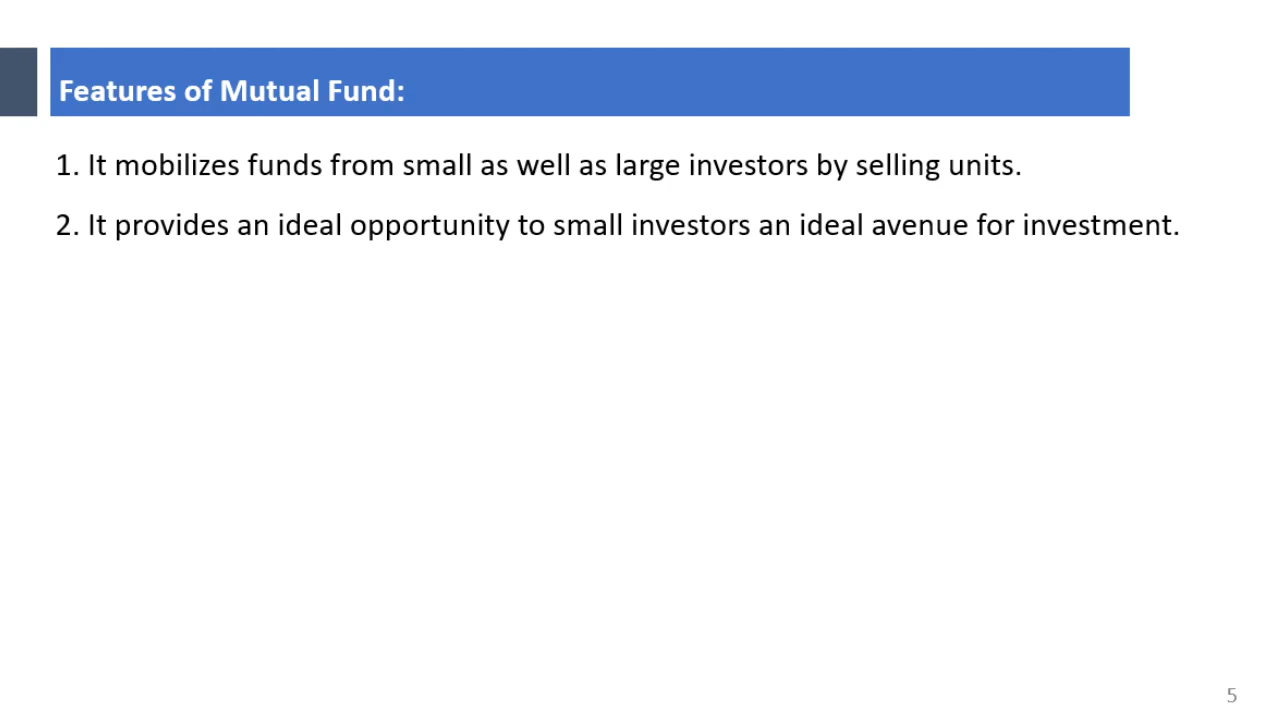 Features of Mutual Fund:
1. It mobilizes funds from small as well as large investors by selling units.
2. It provides an ideal opportunity to small investors an ideal avenue for investment.
5